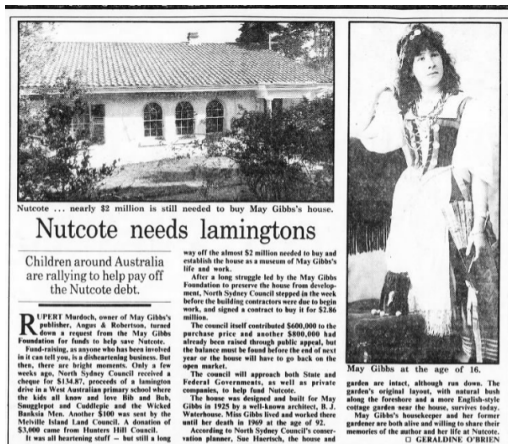 Nutcote ... nearly $2 million is still needed to buy May Gibbs's house.
Nutcote needs lamingtons
Children around Australia
are rallying to help pay off
the Nutcote debt.
RUPERT Murdoch, owner of May Gibbs's
publisher, Angus & Robertson, turned
down a request from the May Gibbs
Foundation for funds to help save Nutcote.
Fund-raising, as anyone who has been involved
in it can tell you, is a disheartening business. But
then, there are bright moments. Only a few
weeks ago, North Sydney Council received a
cheque for $134.87, proceeds of a lamington
drive in a West Australian primary school where
the kids all know and love Bib and Bub,
Snugglepot and Cuddlepie and the Wicked
Banksia Men. Another $100 was sent by the
Melville Island Land Council. A donation of
$3,000 came from Hunters Hill Council.
It was all heartening stuff — but still a long
way off the almost $2 million needed to buy and
establish the house as a museum of May Gibbs's
life and work.
After a long struggle led by the May Gibbs
Foundation to preserve the house from develop-
ment, North Sydney Council stepped in the week
before the building contractors were due to begin
work, and signed a contract to buy it for $2.86
million.
The council itself contributed $600,000 to the
purchase price and another $800,000 had
already been raised through public appeal, but
the balance must be found before the end of next
year or the house will have to go back on the
open market.
The council will approach both State and
Federal Governments, as well as private
companies, to help fund Nutcote.
The house was designed and built for May
Gibbs in 1925 by a well-known architect, B. J.
Waterhouse. Miss Gibbs lived and worked there
until her death in 1969 at the age of 92.
According to North Sydney Council's conser-
vation planner, Sue Haertsch, the house and
May Gibbs at the age of 16.
garden are intact, although run down. The
garden's original layout, with natural bush
along the foreshore and a more English-style
cottage garden near the house, survives today.
May Gibbs's housekeeper and her former
gardener are both alive and willing to share their
memories of the author and her life at Nutcote.
□ GERALDINE O'BRIEN